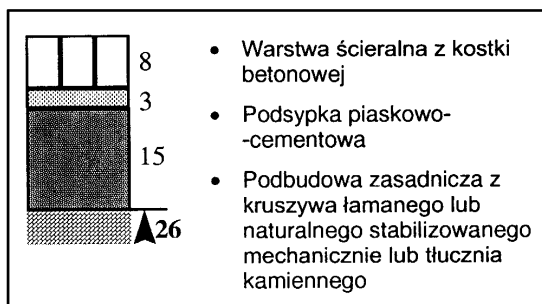 8
3
15
26
• Warstwa ścieralna z kostki
betonowej
• Podsypka piaskowo-
-cementowa
• Podbudowa zasadnicza z
kruszywa łamanego lub
naturalnego stabilizowanego
mechanicznie lub tłucznia
kamiennego